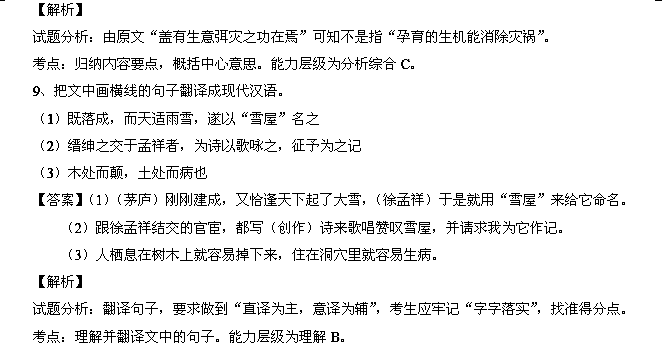 【解析】
试题分析：由原文“盖有生意弭灾之功在焉”可知不是指“孕育的生机能消除灾祸”。
考点：归纳内容要点，概括中心意思。能力层级为分析综合 C。
9、把文中画横线的句子翻译成现代汉语。
（1）既落成，而天适雨雪，遂以“雪屋”名之
（2）缙绅之交于孟祥者，为诗以歌咏之，征予为之记
（3）木处而颠，土处而病也
【答案】（1）（茅庐）刚刚建成，又恰逢天下起了大雪，（徐孟祥）于是就用“雪屋”来给它命名。
（2）跟徐孟祥结交的官宦，都写（创作）诗来歌唱赞叹雪屋，并请求我为它作记。
（3）人栖息在树木上就容易掉下来，住在洞穴里就容易生病。
【解析】
试题分析：翻译句子，要求做到“直译为主，意译为辅”，考生应牢记“字字落实”，找谁得分点。
考点：理解并翻译文中的句子。能力层级为理解 B。